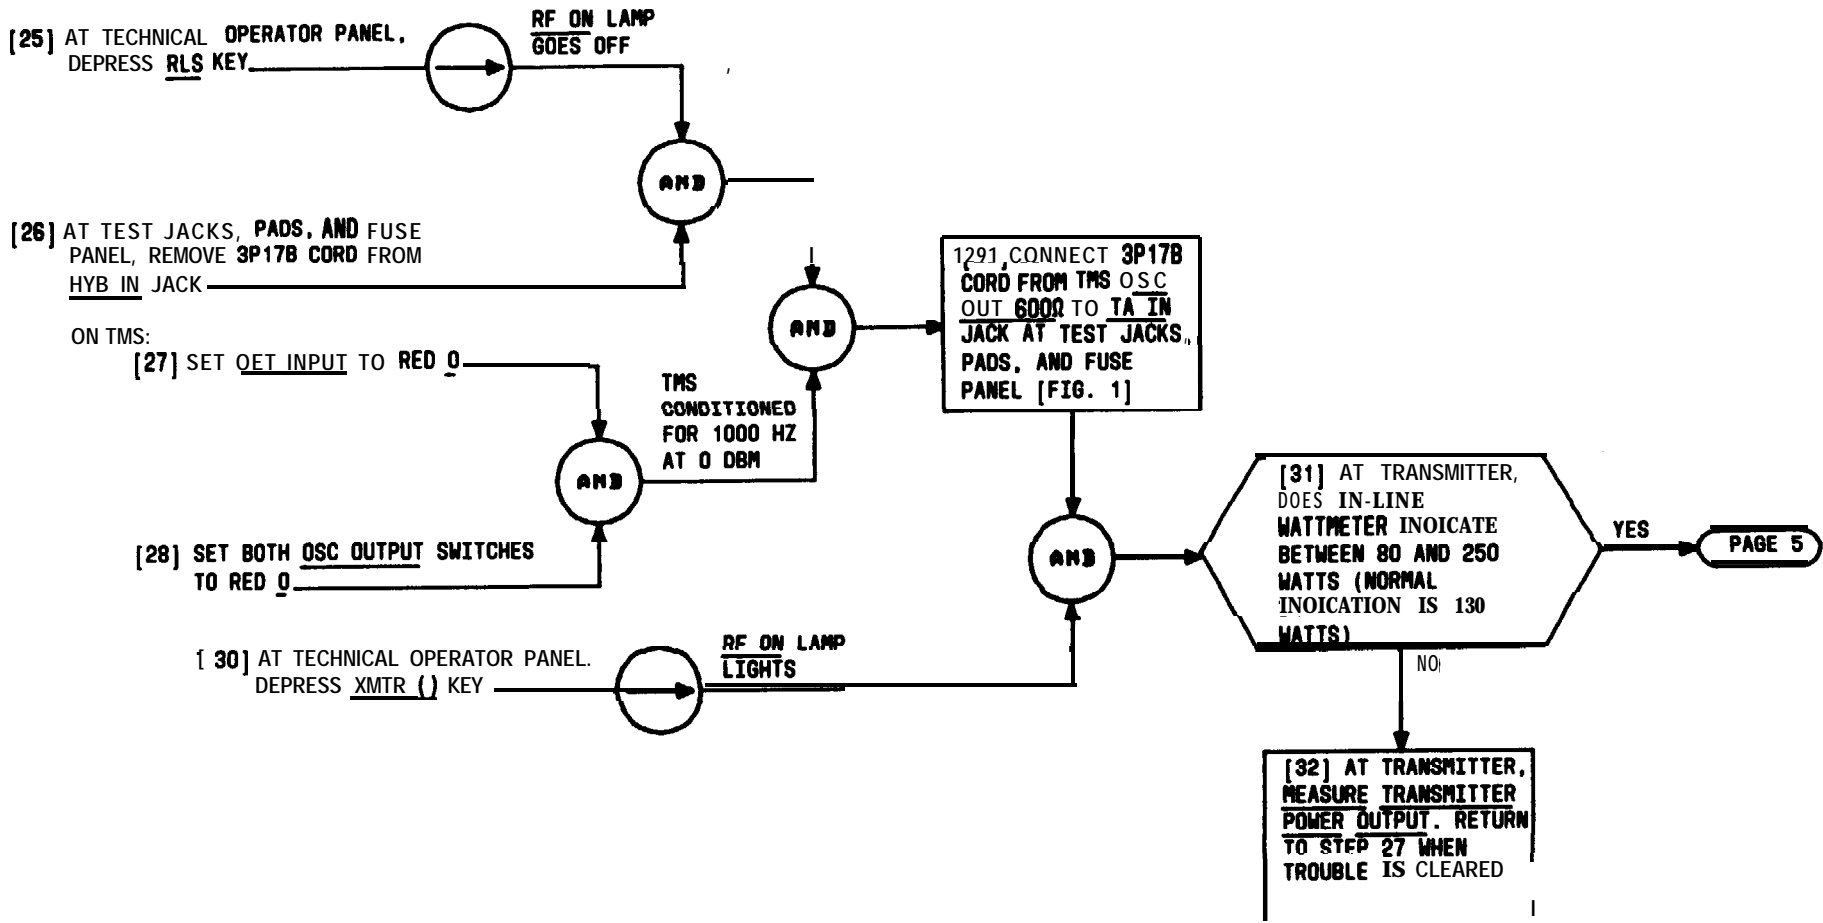 [25] AT TECHNICAL OPERATOR PANEL,
DEPRESS RLS KEY
RF ON LAMP
GOES OFF
AND
[26] AT TEST JACKS, PADS, AND FUSE
PANEL, REMOVE 3P17B CORD FROM
HYB IN JACK
ON TMS:
[27] SET OET INPUT TO RED 0
AND
[28] SET BOTH OSC OUTPUT SWITCHES
TO RED 0
TMS
CONDITIONED
FOR 1000 HZ
AT 0 DBM
AND
1291, CONNECT 3P17B
CORD FROM TMS OSC
OUT 600Ω TO TA IN
JACK AT TEST JACKS,
PADS, AND FUSE
PANEL [FIG. 1]
[30] AT TECHNICAL OPERATOR PANEL.
DEPRESS XMTR () KEY
RF ON LAMP
LIGHTS
AND
[31] AT TRANSMITTER,
DOES IN-LINE
WATTMETER INOICATE
BETWEEN 80 AND 250
WATTS (NORMAL
INOICATION IS 130
WATTS)
YES
PAGE 5
NO
[32] AT TRANSMITTER,
MEASURE TRANSMITTER
POWER OUTPUT. RETURN
TO STEP 27 WHEN
TROUBLE IS CLEARED